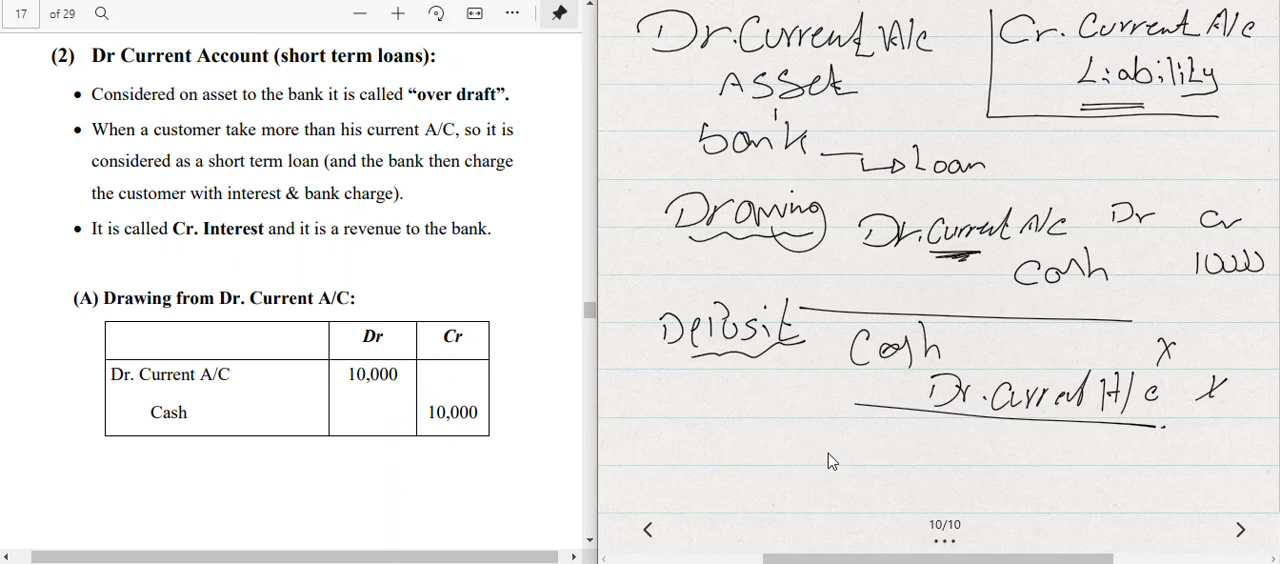 17 of 29
(2) Dr Current Account (short term loans):
• Considered on asset to the bank it is called “over draft”.
• When a customer take more than his current A/C, so it is
considered as a short term loan (and the bank then charge
the customer with interest & bank charge).
• It is called Cr. Interest and it is a revenue to the bank.
(A) Drawing from Dr. Current A/C:
Dr Cr
Dr. Current A/C 10,000
Cash 10,000
Dr. Current A/c
Asset
bank → Loan
Cr. Current A/c
Liability
Drawing Dr. Current A/c Dr Cr
Cash
Deposit
Cash x
Dr. Current A/c x
10/10